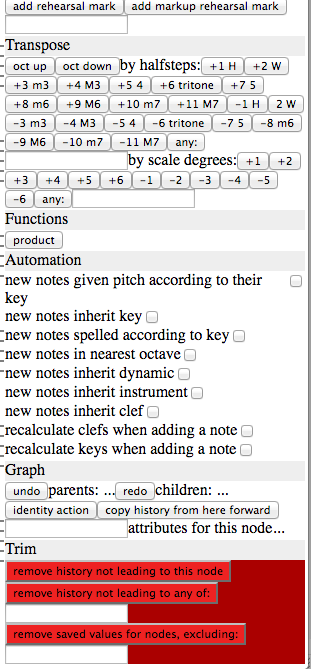 add rehearsal mark add markup rehearsal mark
Transpose
oct up oct down by halfsteps: +1 H +2 W
+3 m3 +4 M3 +5 4 +6 tritone +7 5
+8 m6 +9 M6 +10 m7 +11 M7 −1 H 2 W
−3 m3 −4 M3 −5 4 −6 tritone −7 5 −8 m6
−9 M6 −10 m7 −11 M7 any:
by scale degrees: +1 +2
+3 +4 +5 +6 −1 −2 −3 −4 −5
−6 any:
Functions
product
Automation
new notes given pitch according to their
key
new notes inherit key
new notes spelled according to key
new notes in nearest octave
new notes inherit dynamic
new notes inherit instrument
new notes inherit clef
recalculate clefs when adding a note
recalculate keys when adding a note
Graph
undo parents: ... redo children: ...
identity action copy history from here forward
attributes for this node...
Trim
remove history not leading to this node
remove history not leading to any of:
remove saved values for nodes, excluding: